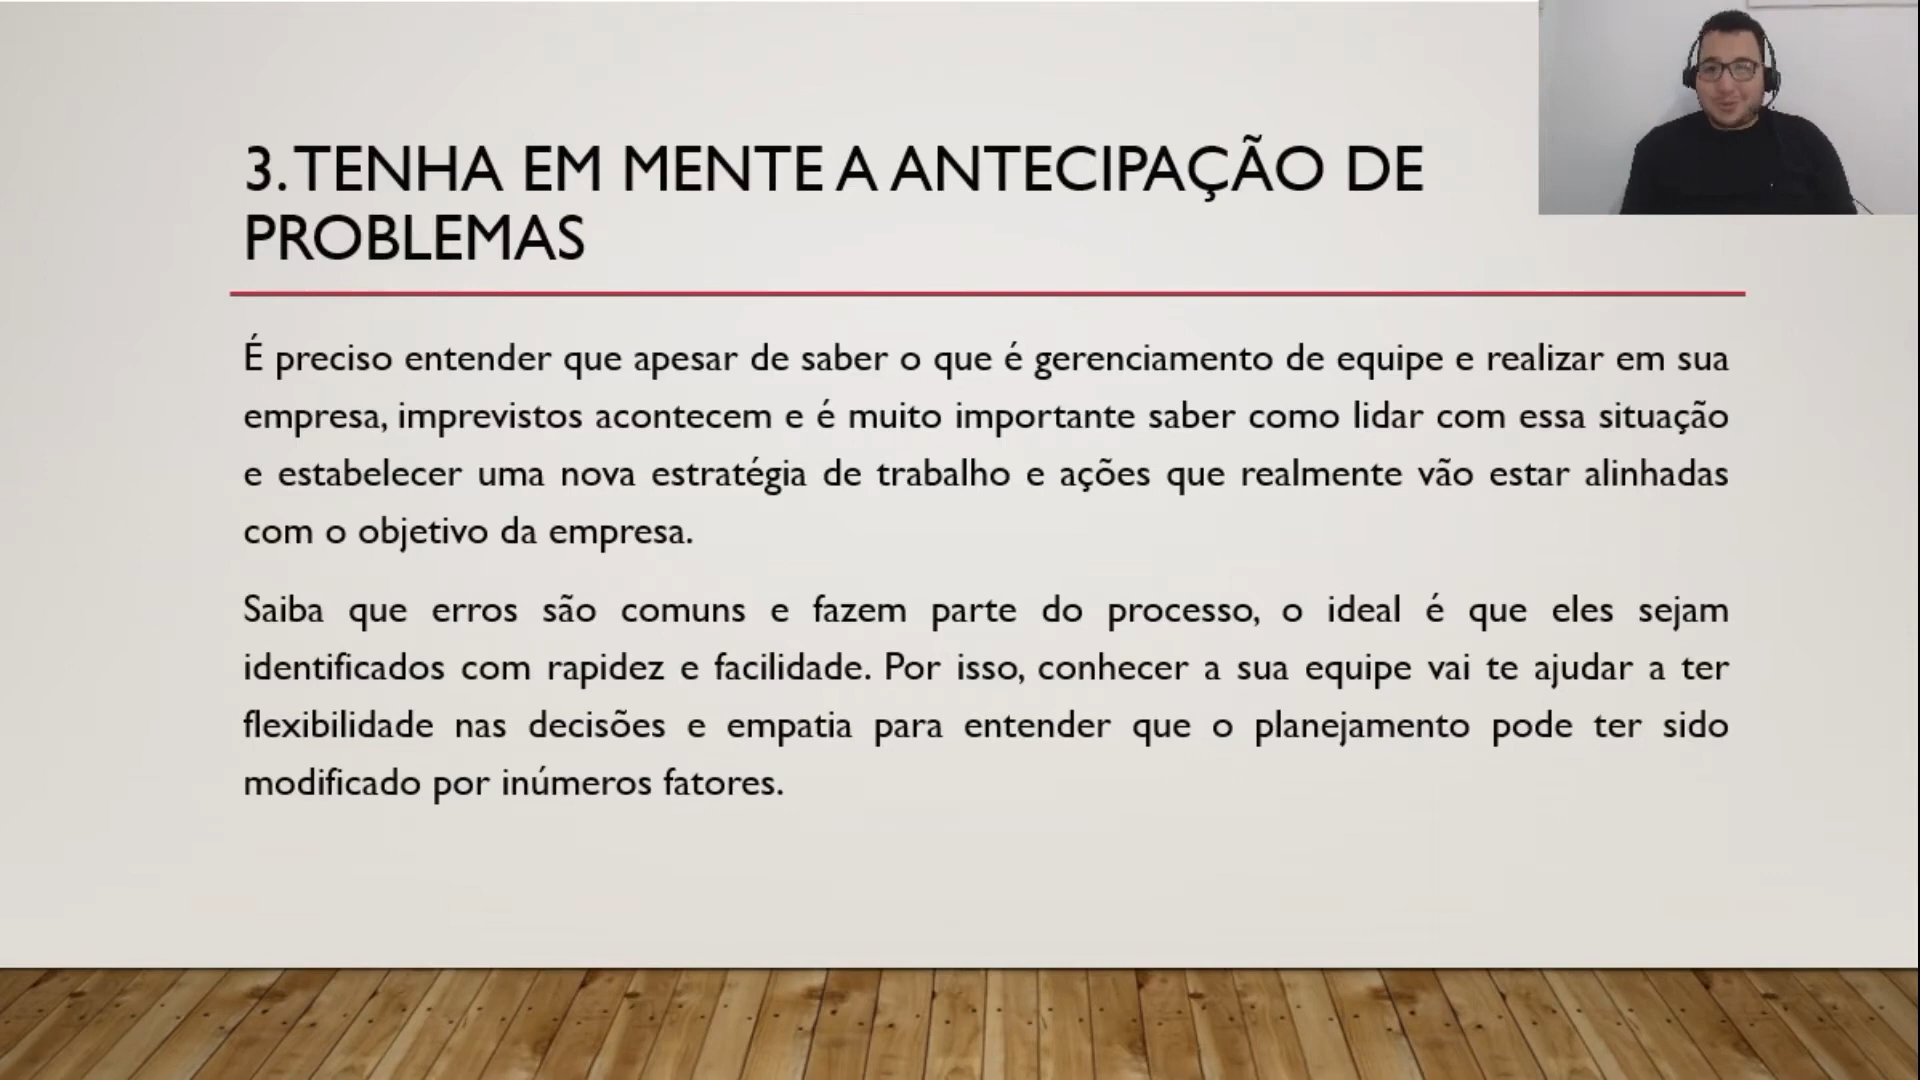 3. TENHA EM MENTE A ANTECIPAÇÃO DE
PROBLEMAS
É preciso entender que apesar de saber o que é gerenciamento de equipe e realizar em sua
empresa, imprevistos acontecem e é muito importante saber como lidar com essa situação
e estabelecer uma nova estratégia de trabalho e ações que realmente vão estar alinhadas
com o objetivo da empresa.
Saiba que erros são comuns e fazem parte do processo, o ideal é que eles sejam
identificados com rapidez e facilidade. Por isso, conhecer a sua equipe vai te ajudar a ter
flexibilidade nas decisões e empatia para entender que o planejamento pode ter sido
modificado por inúmeros fatores.